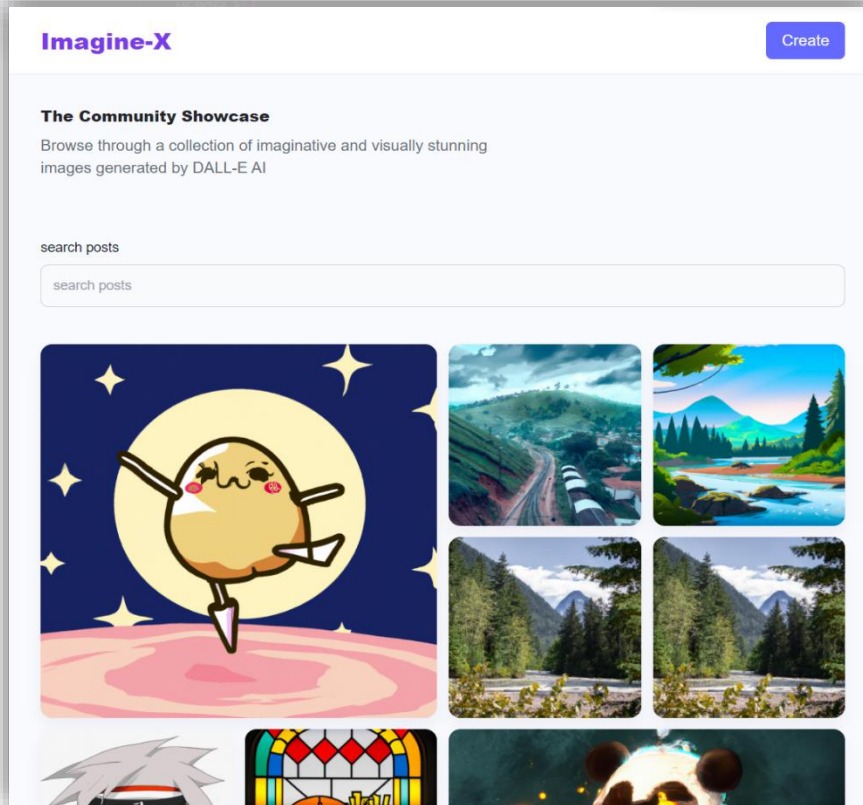 Imagine-X
Create
The Community Showcase
Browse through a collection of imaginative and visually stunning
images generated by DALL-E AI
search posts
search posts